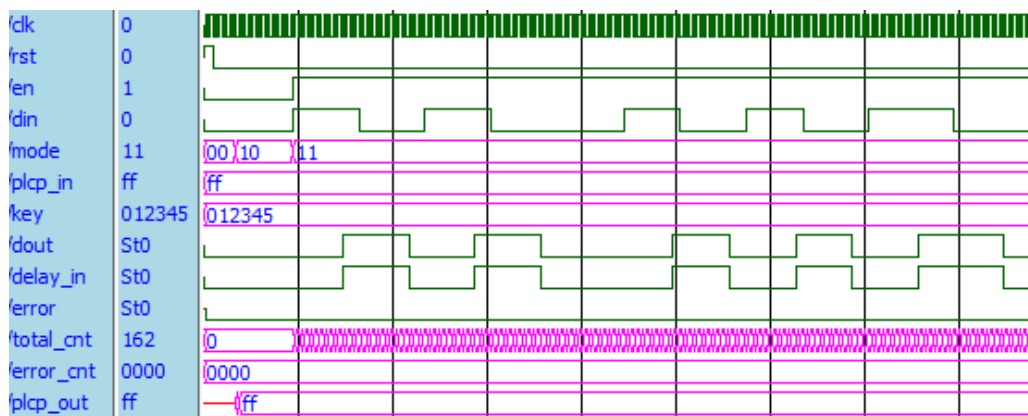 /clk 0
/rst 0
/en 1
/din 0
/mode 11 00 10 11
/plcp_in ff ff
/key 012345 012345
/dout St0
/delay_in St0
/error St0
/total_cnt 162 0
/error_cnt 0000 0000
/plcp_out ff ff